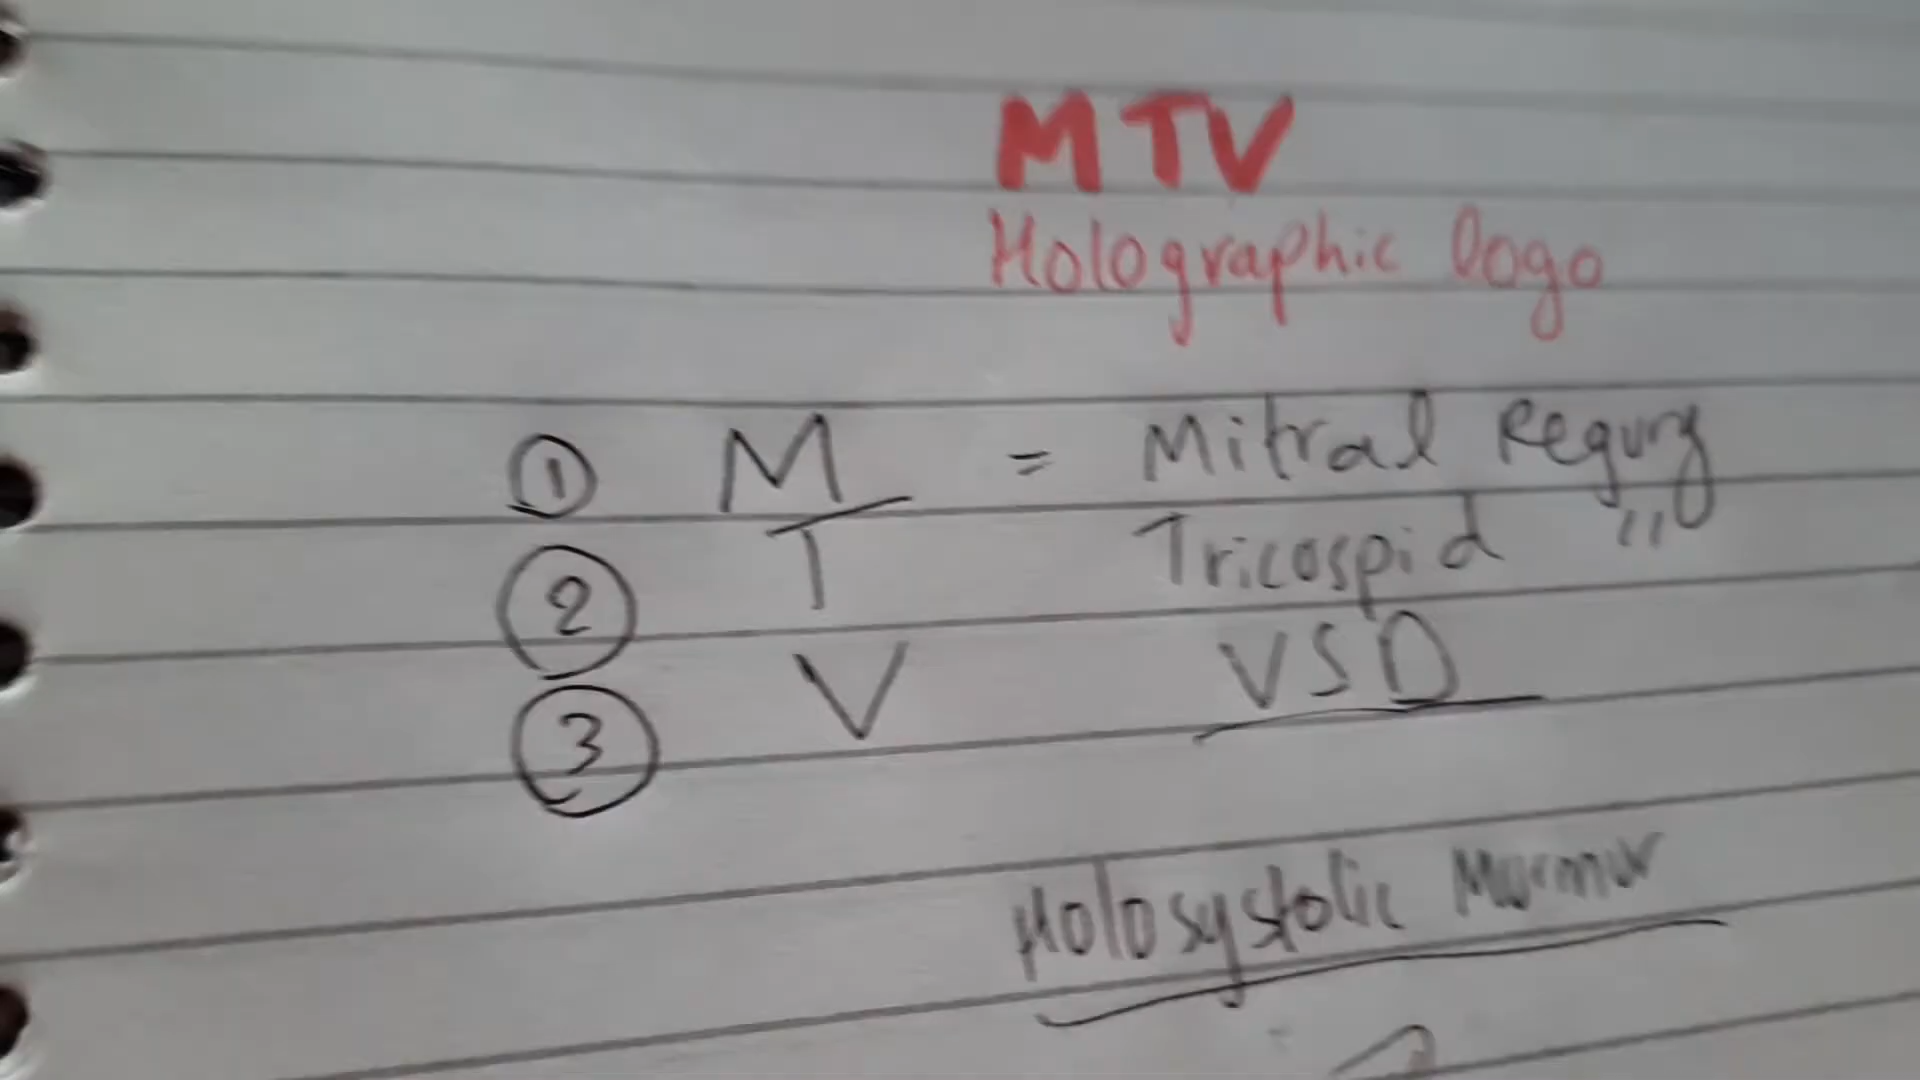 MTV
Holographic logo
① M = Mitral Regurg
② T Tricospid "
③ V VSD
Holosystolic Murmur